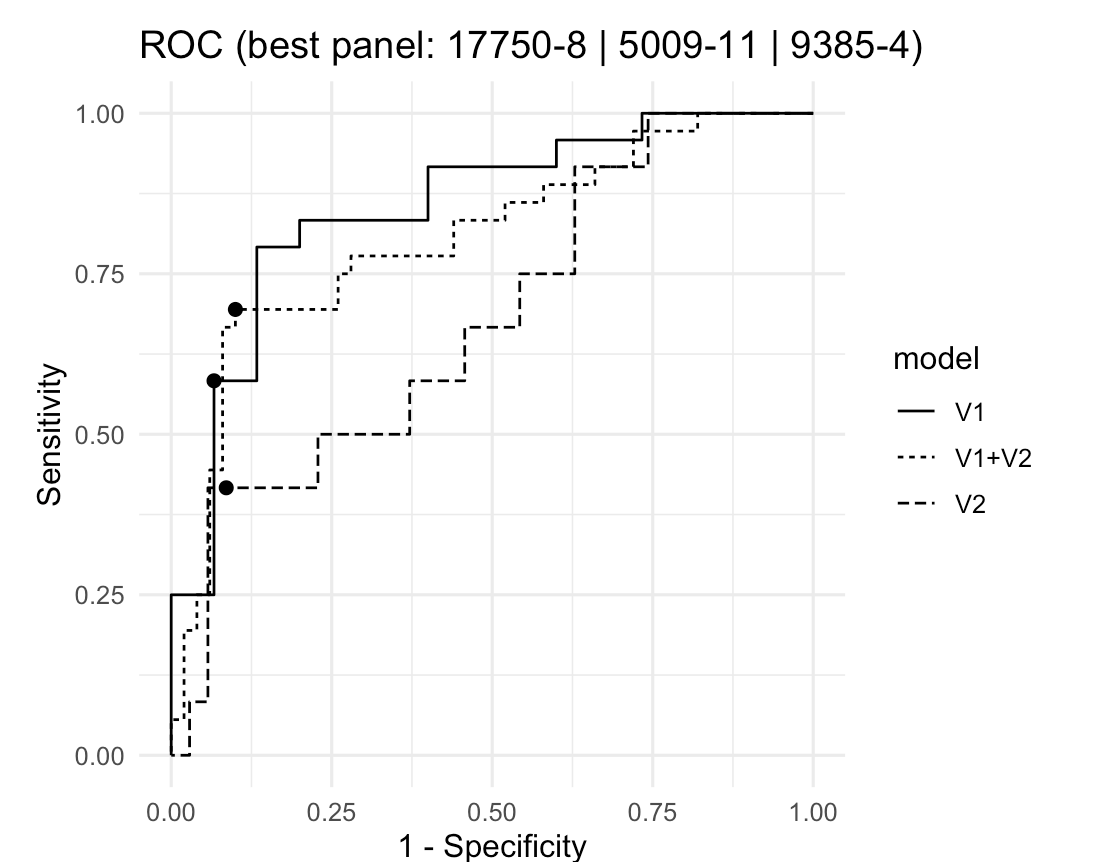 ROC (best panel: 17750-8 | 5009-11 | 9385-4)
1.00
0.75
0.50
0.25
0.00
Sensitivity
0.00 0.25 0.50 0.75 1.00
1 - Specificity
model
V1
V1+V2
V2